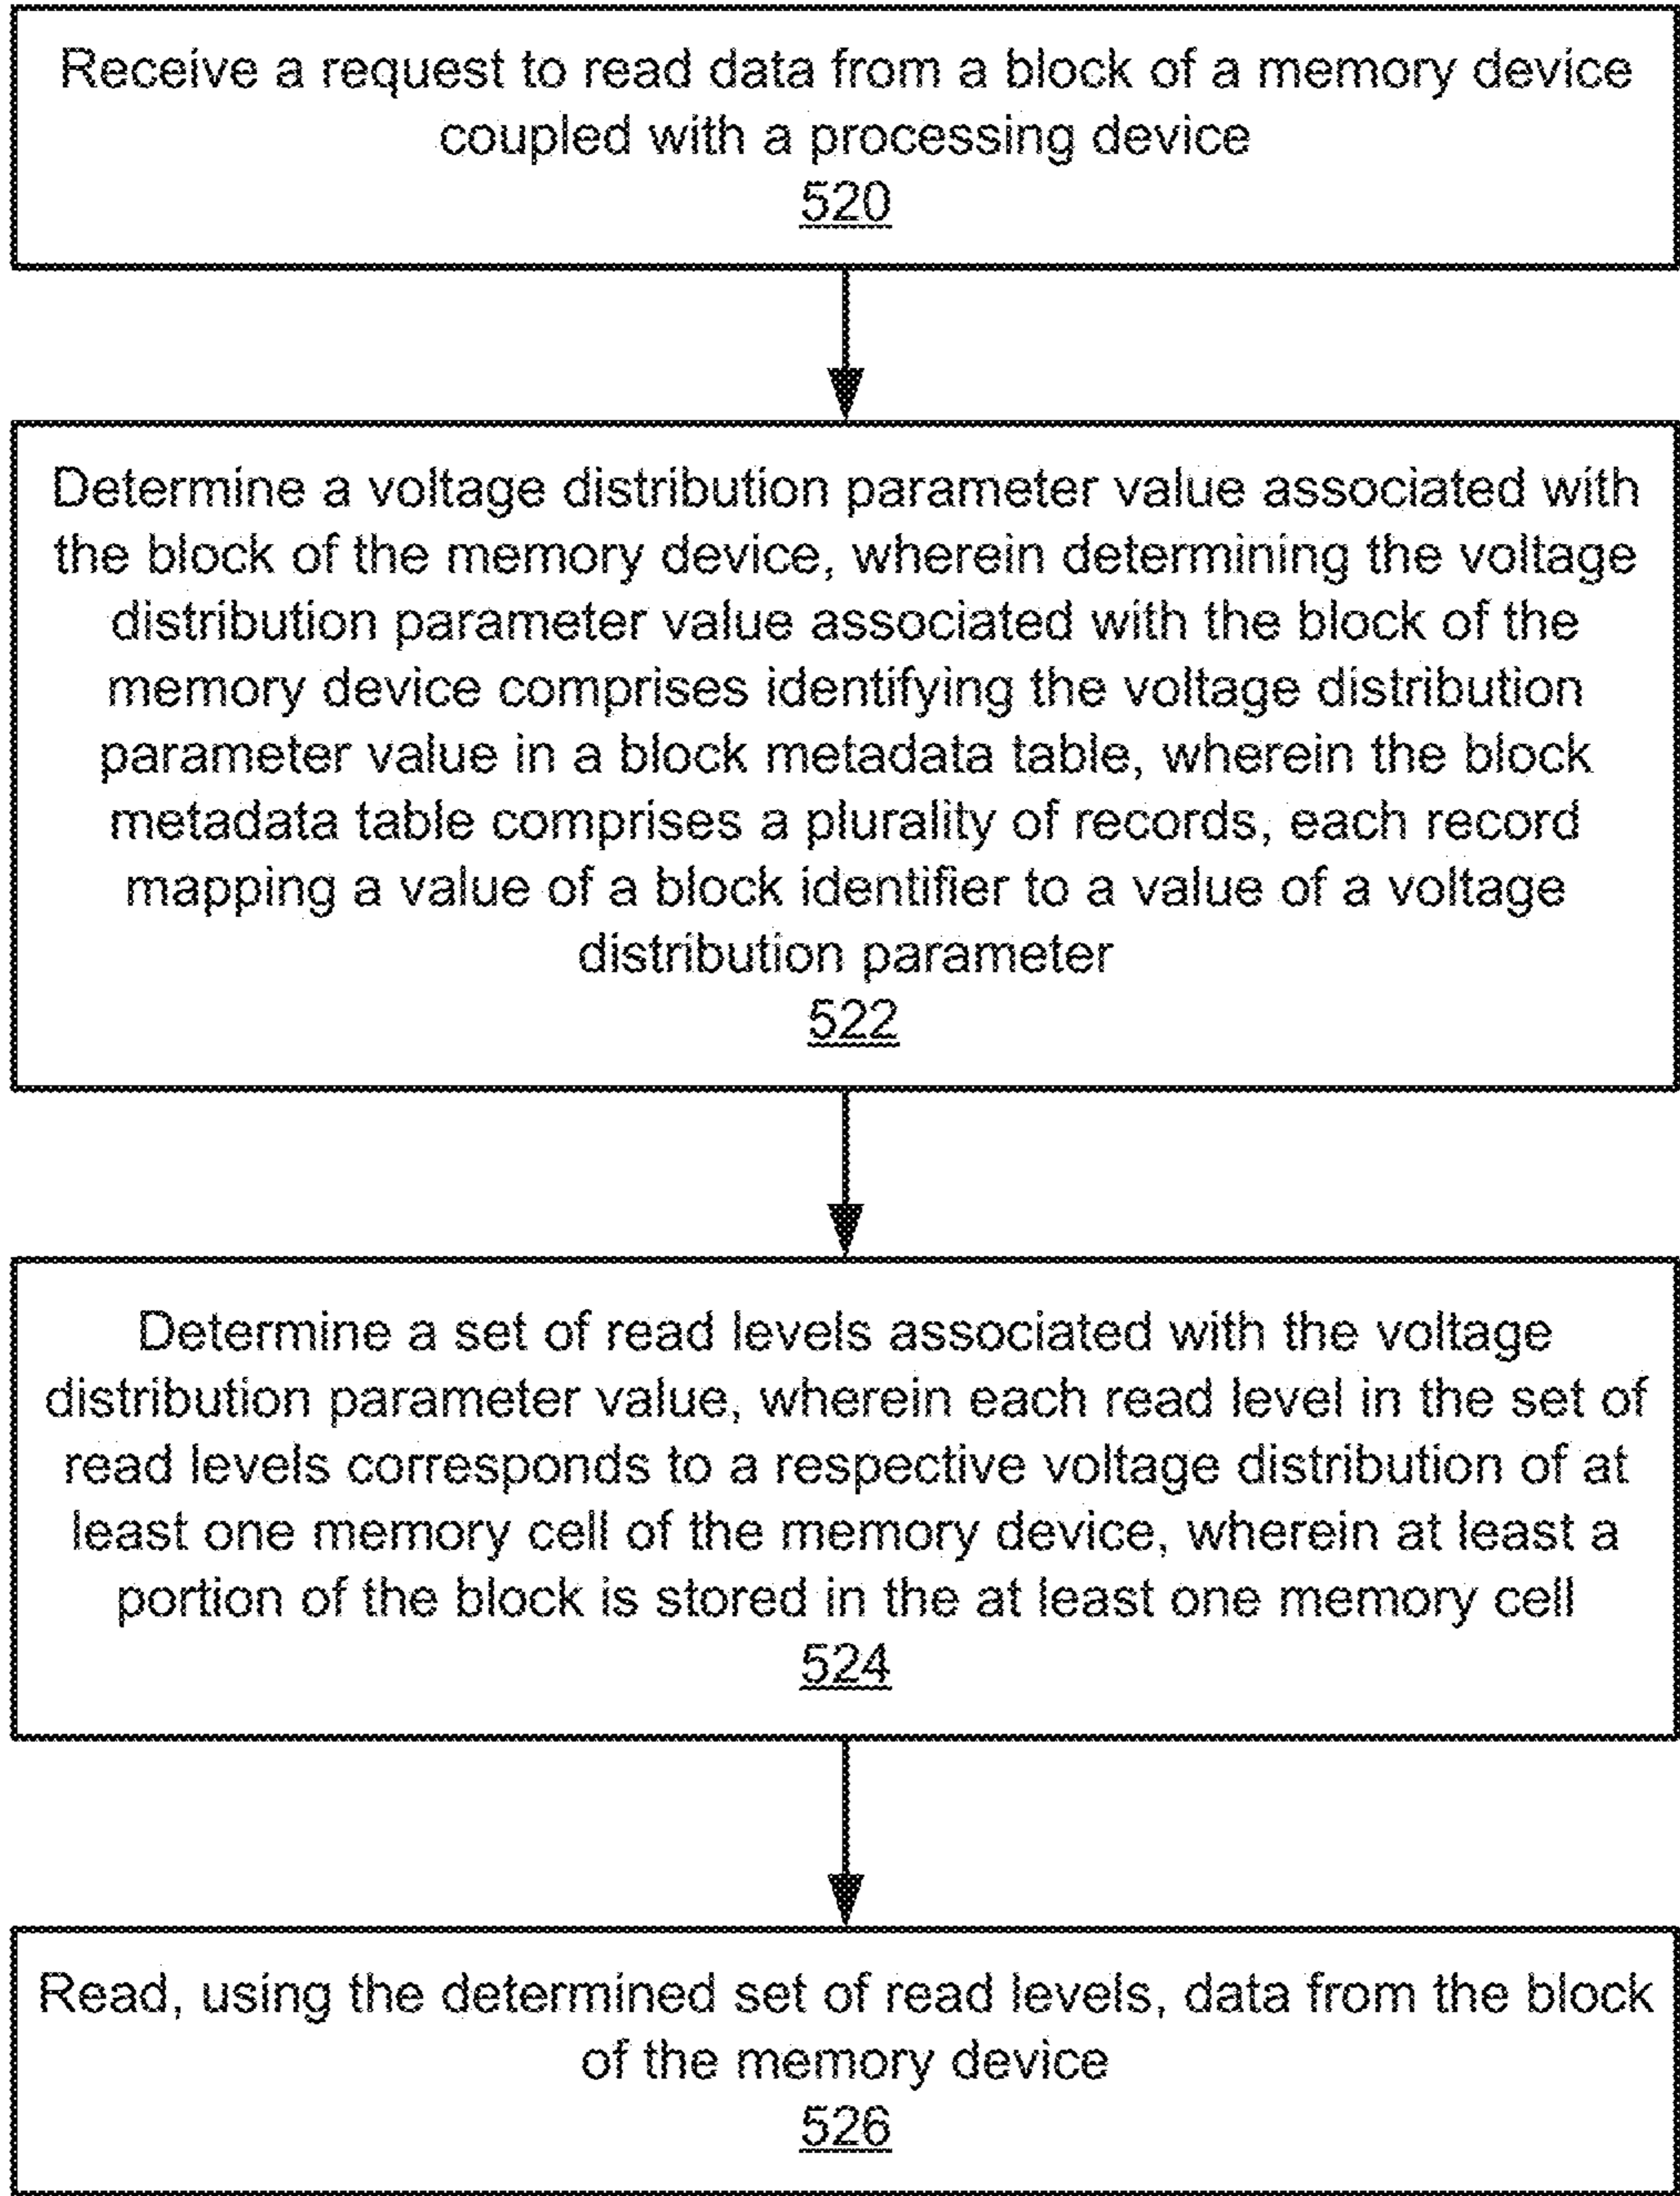 Receive a request to read data from a block of a memory device
coupled with a processing device
520
Determine a voltage distribution parameter value associated with
the block of the memory device, wherein determining the voltage
distribution parameter value associated with the block of the
memory device comprises identifying the voltage distribution
parameter value in a block metadata table, wherein the block
metadata table comprises a plurality of records, each record
mapping a value of a block identifier to a value of a voltage
distribution parameter
522
Determine a set of read levels associated with the voltage
distribution parameter value, wherein each read level in the set of
read levels corresponds to a respective voltage distribution of at
least one memory cell of the memory device, wherein at least a
portion of the block is stored in the at least one memory cell
524
Read, using the determined set of read levels, data from the block
of the memory device
526